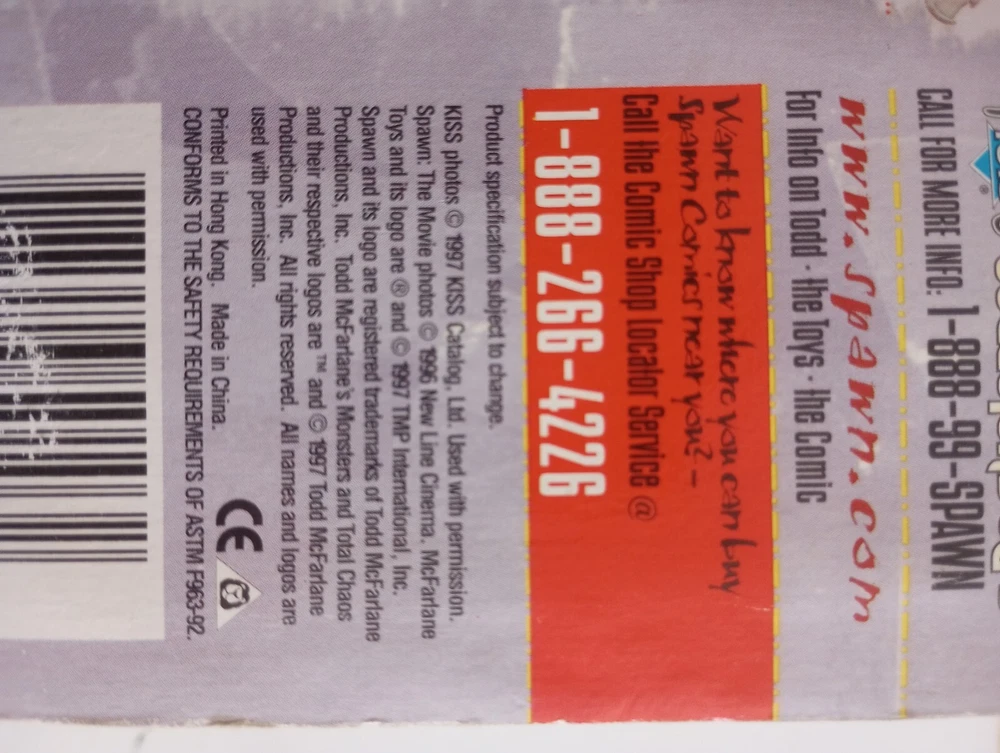 CALL FOR MORE INFO: 1-888-99-SPAWN
www.spawn.com
For Info on Todd · the Toys · the Comic
Want to know where you can buy
Spawn Comics near you? -
Call the Comic Shop Locator Service @
1-888-266-4226
Product specification subject to change.
KISS photos © 1997 KISS Catalog, Ltd. Used with permission.
Spawn: The Movie photos © 1996 New Line Cinema. McFarlane
Toys and its logo are ® and © 1997 TMP International, Inc.
Spawn and its logo are registered trademarks of Todd McFarlane
Productions, Inc. Todd McFarlane's Monsters and Total Chaos
and their respective logos are ™ and © 1997 Todd McFarlane
Productions, Inc. All rights reserved. All names and logos are
used with permission.
Printed in Hong Kong. Made in China.
CONFORMS TO THE SAFETY REQUIREMENTS OF ASTM F963-92.
CE